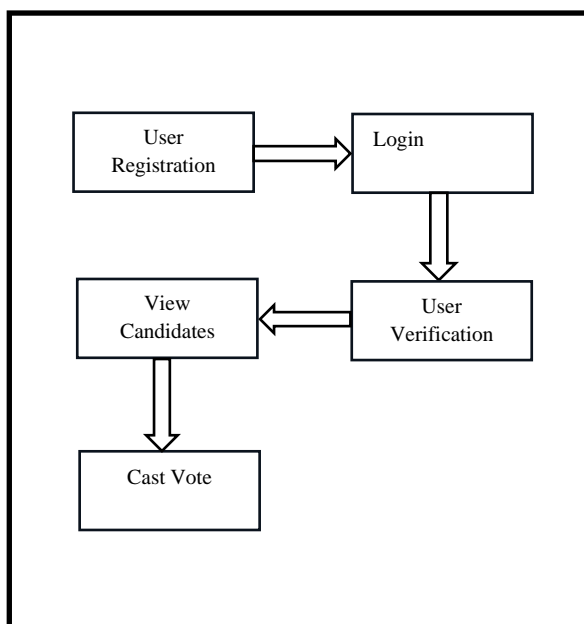 User
Registration
Login
User
Verification
View
Candidates
Cast Vote